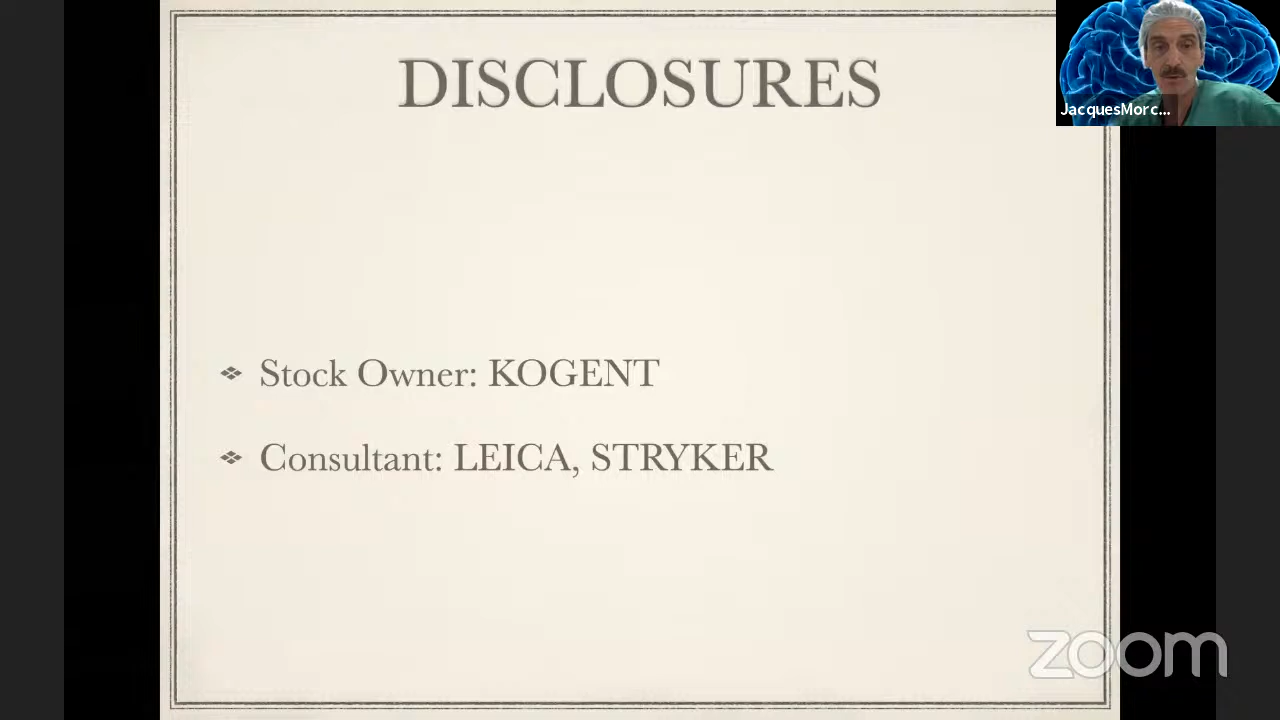 DISCLOSURES
JacquesMorc...
❖ Stock Owner: KOGENT
❖ Consultant: LEICA, STRYKER
zoom